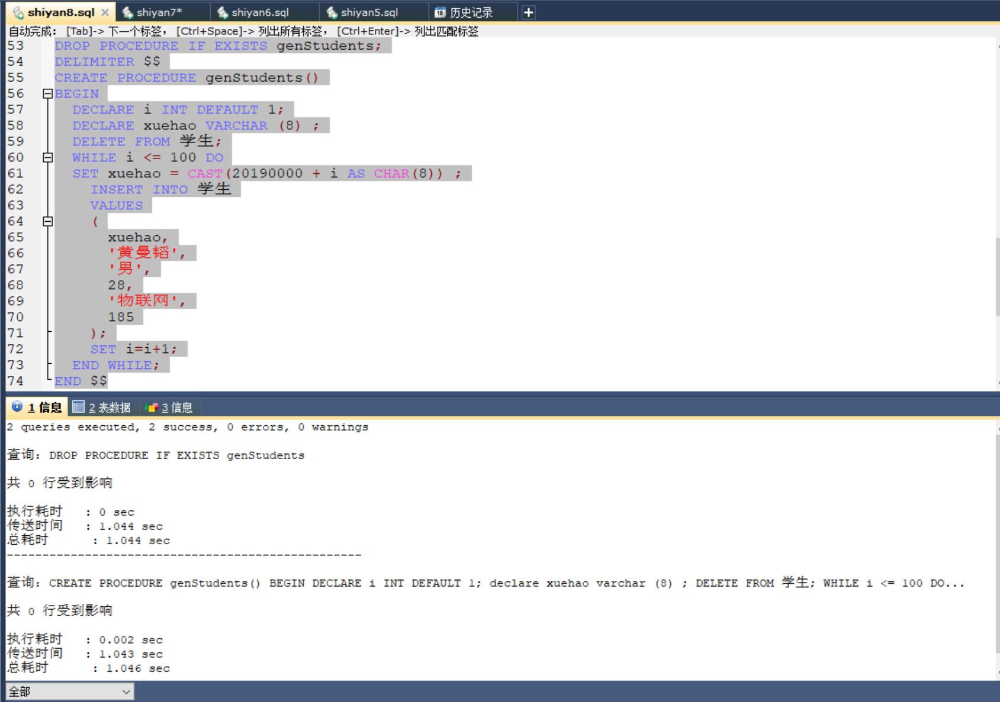 shiyan8.sql shiyan7* shiyan6.sql shiyan5.sql 18 历史记录
自动完成: [Tab]-> 下一个标签, [Ctrl+Space]-> 列出所有标签, [Ctrl+Enter]-> 列出匹配标签
53 DROP PROCEDURE IF EXISTS genStudents;
54 DELIMITER $$
55 CREATE PROCEDURE genStudents()
56 BEGIN
57 DECLARE i INT DEFAULT 1;
58 DECLARE xuehao VARCHAR (8) ;
59 DELETE FROM 学生;
60 WHILE i <= 100 DO
61 SET xuehao = CAST(20190000 + i AS CHAR(8)) ;
62 INSERT INTO 学生
63 VALUES
64 (
65 xuehao,
66 '黄曼韬',
67 '男',
68 28,
69 '物联网',
70 185
71 );
72 SET i=i+1;
73 END WHILE;
74 END $$
1 信息 2 表数据 3 信息
2 queries executed, 2 success, 0 errors, 0 warnings
查询: DROP PROCEDURE IF EXISTS genStudents
共 0 行受到影响
执行耗时 : 0 sec
传送时间 : 1.044 sec
总耗时 : 1.044 sec
--------------------------------------------------
查询: CREATE PROCEDURE genStudents() BEGIN DECLARE i INT DEFAULT 1; declare xuehao varchar (8) ; DELETE FROM 学生; WHILE i <= 100 DO...
共 0 行受到影响
执行耗时 : 0.002 sec
传送时间 : 1.043 sec
总耗时 : 1.046 sec
全部